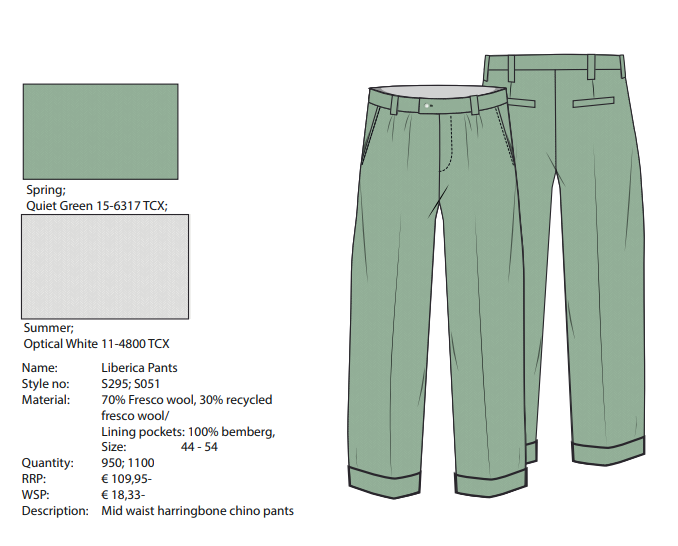 Spring;
Quiet Green 15-6317 TCX;
Summer;
Optical White 11-4800 TCX
Name: Liberica Pants
Style no: S295; S051
Material: 70% Fresco wool, 30% recycled
fresco wool/
Lining pockets: 100% bemberg,
Size: 44 - 54
Quantity: 950; 1100
RRP: € 109,95-
WSP: € 18,33-
Description: Mid waist harringbone chino pants